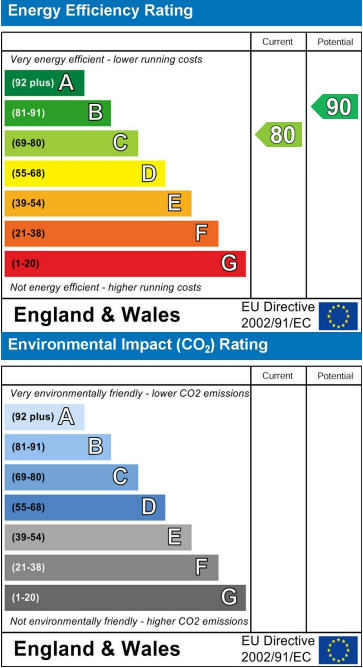 Energy Efficiency Rating
Current Potential
Very energy efficient - lower running costs
(92 plus) A
(81-91) B
90
(69-80) C
80
(55-68) D
(39-54) E
(21-38) F
(1-20) G
Not energy efficient - higher running costs
England & Wales
EU Directive
2002/91/EC
Environmental Impact (CO₂) Rating
Current Potential
Very environmentally friendly - lower CO2 emissions
(92 plus) A
(81-91) B
(69-80) C
(55-68) D
(39-54) E
(21-38) F
(1-20) G
Not environmentally friendly - higher CO2 emissions
England & Wales
EU Directive
2002/91/EC